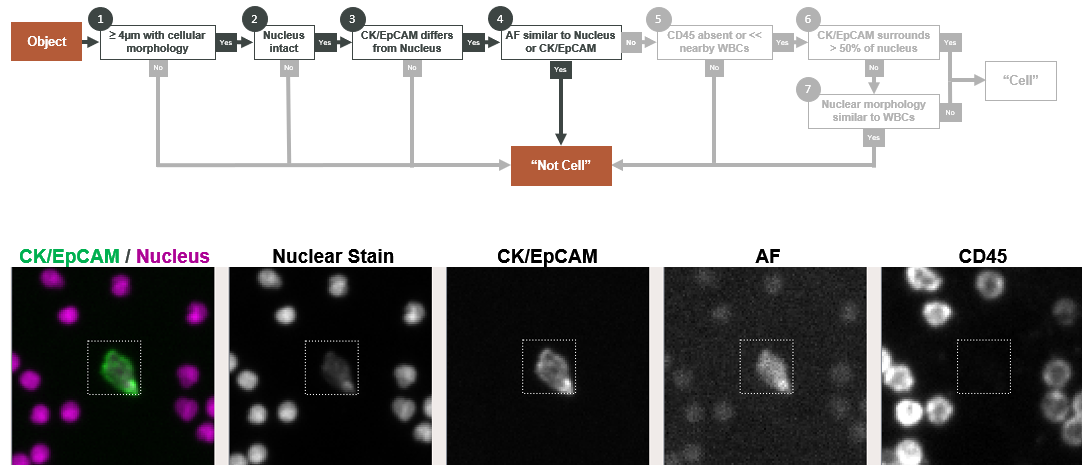 1 2 3 4 5 6
Object
≥ 4µm with cellular
morphology
Yes
Nucleus
intact
Yes
CK/EpCAM differs
from Nucleus
Yes
AF similar to Nucleus
or CK/EpCAM
No
CD45 absent or <<
nearby WBCs
Yes
CK/EpCAM surrounds
> 50% of nucleus
Yes
No
No
No
Yes
No
No
"Cell"
7
Nuclear morphology
similar to WBCs
No
Yes
"Not Cell"
CK/EpCAM / Nucleus
Nuclear Stain
CK/EpCAM
AF
CD45